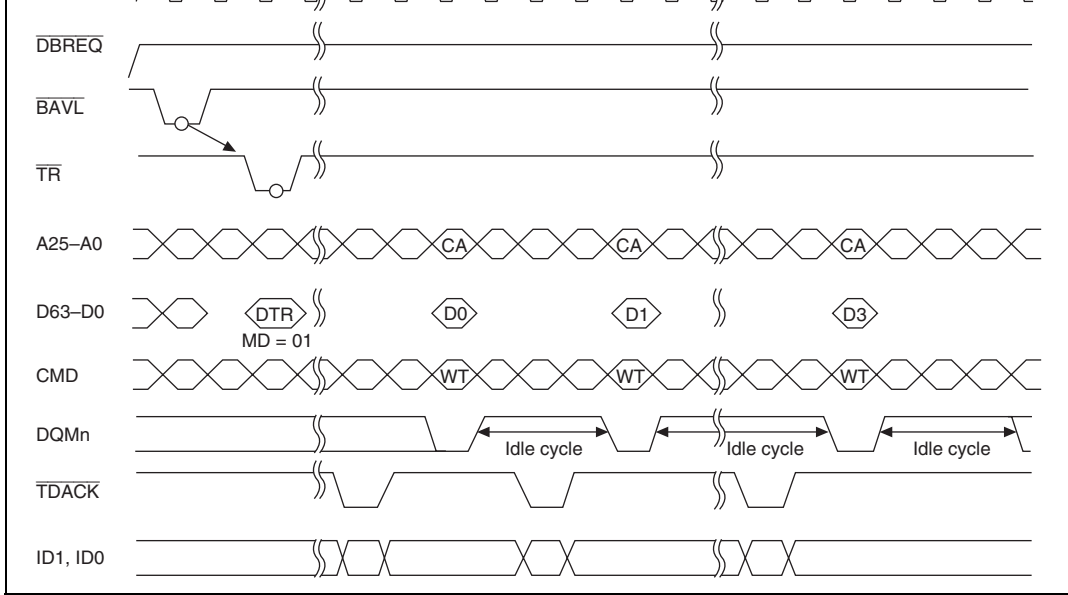 DBREQ
BAVL
TR
A25–A0 CA CA CA
D63–D0 DTR D0 D1 D3
MD = 01
CMD WT WT WT
DQMn
Idle cycle Idle cycle Idle cycle
TDACK
ID1, ID0